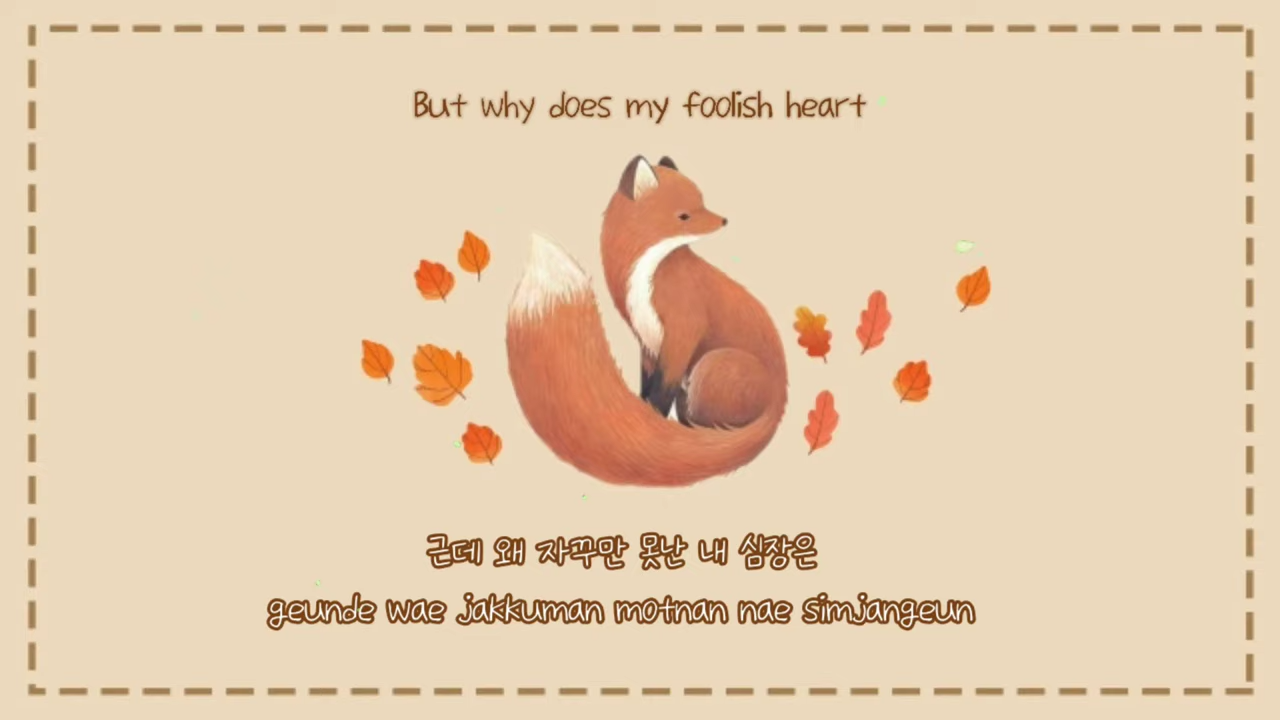 But why does my foolish heart
근데 왜 자꾸만 못난 내 심장은
geunde wae jakkuman motnan nae simjangeun